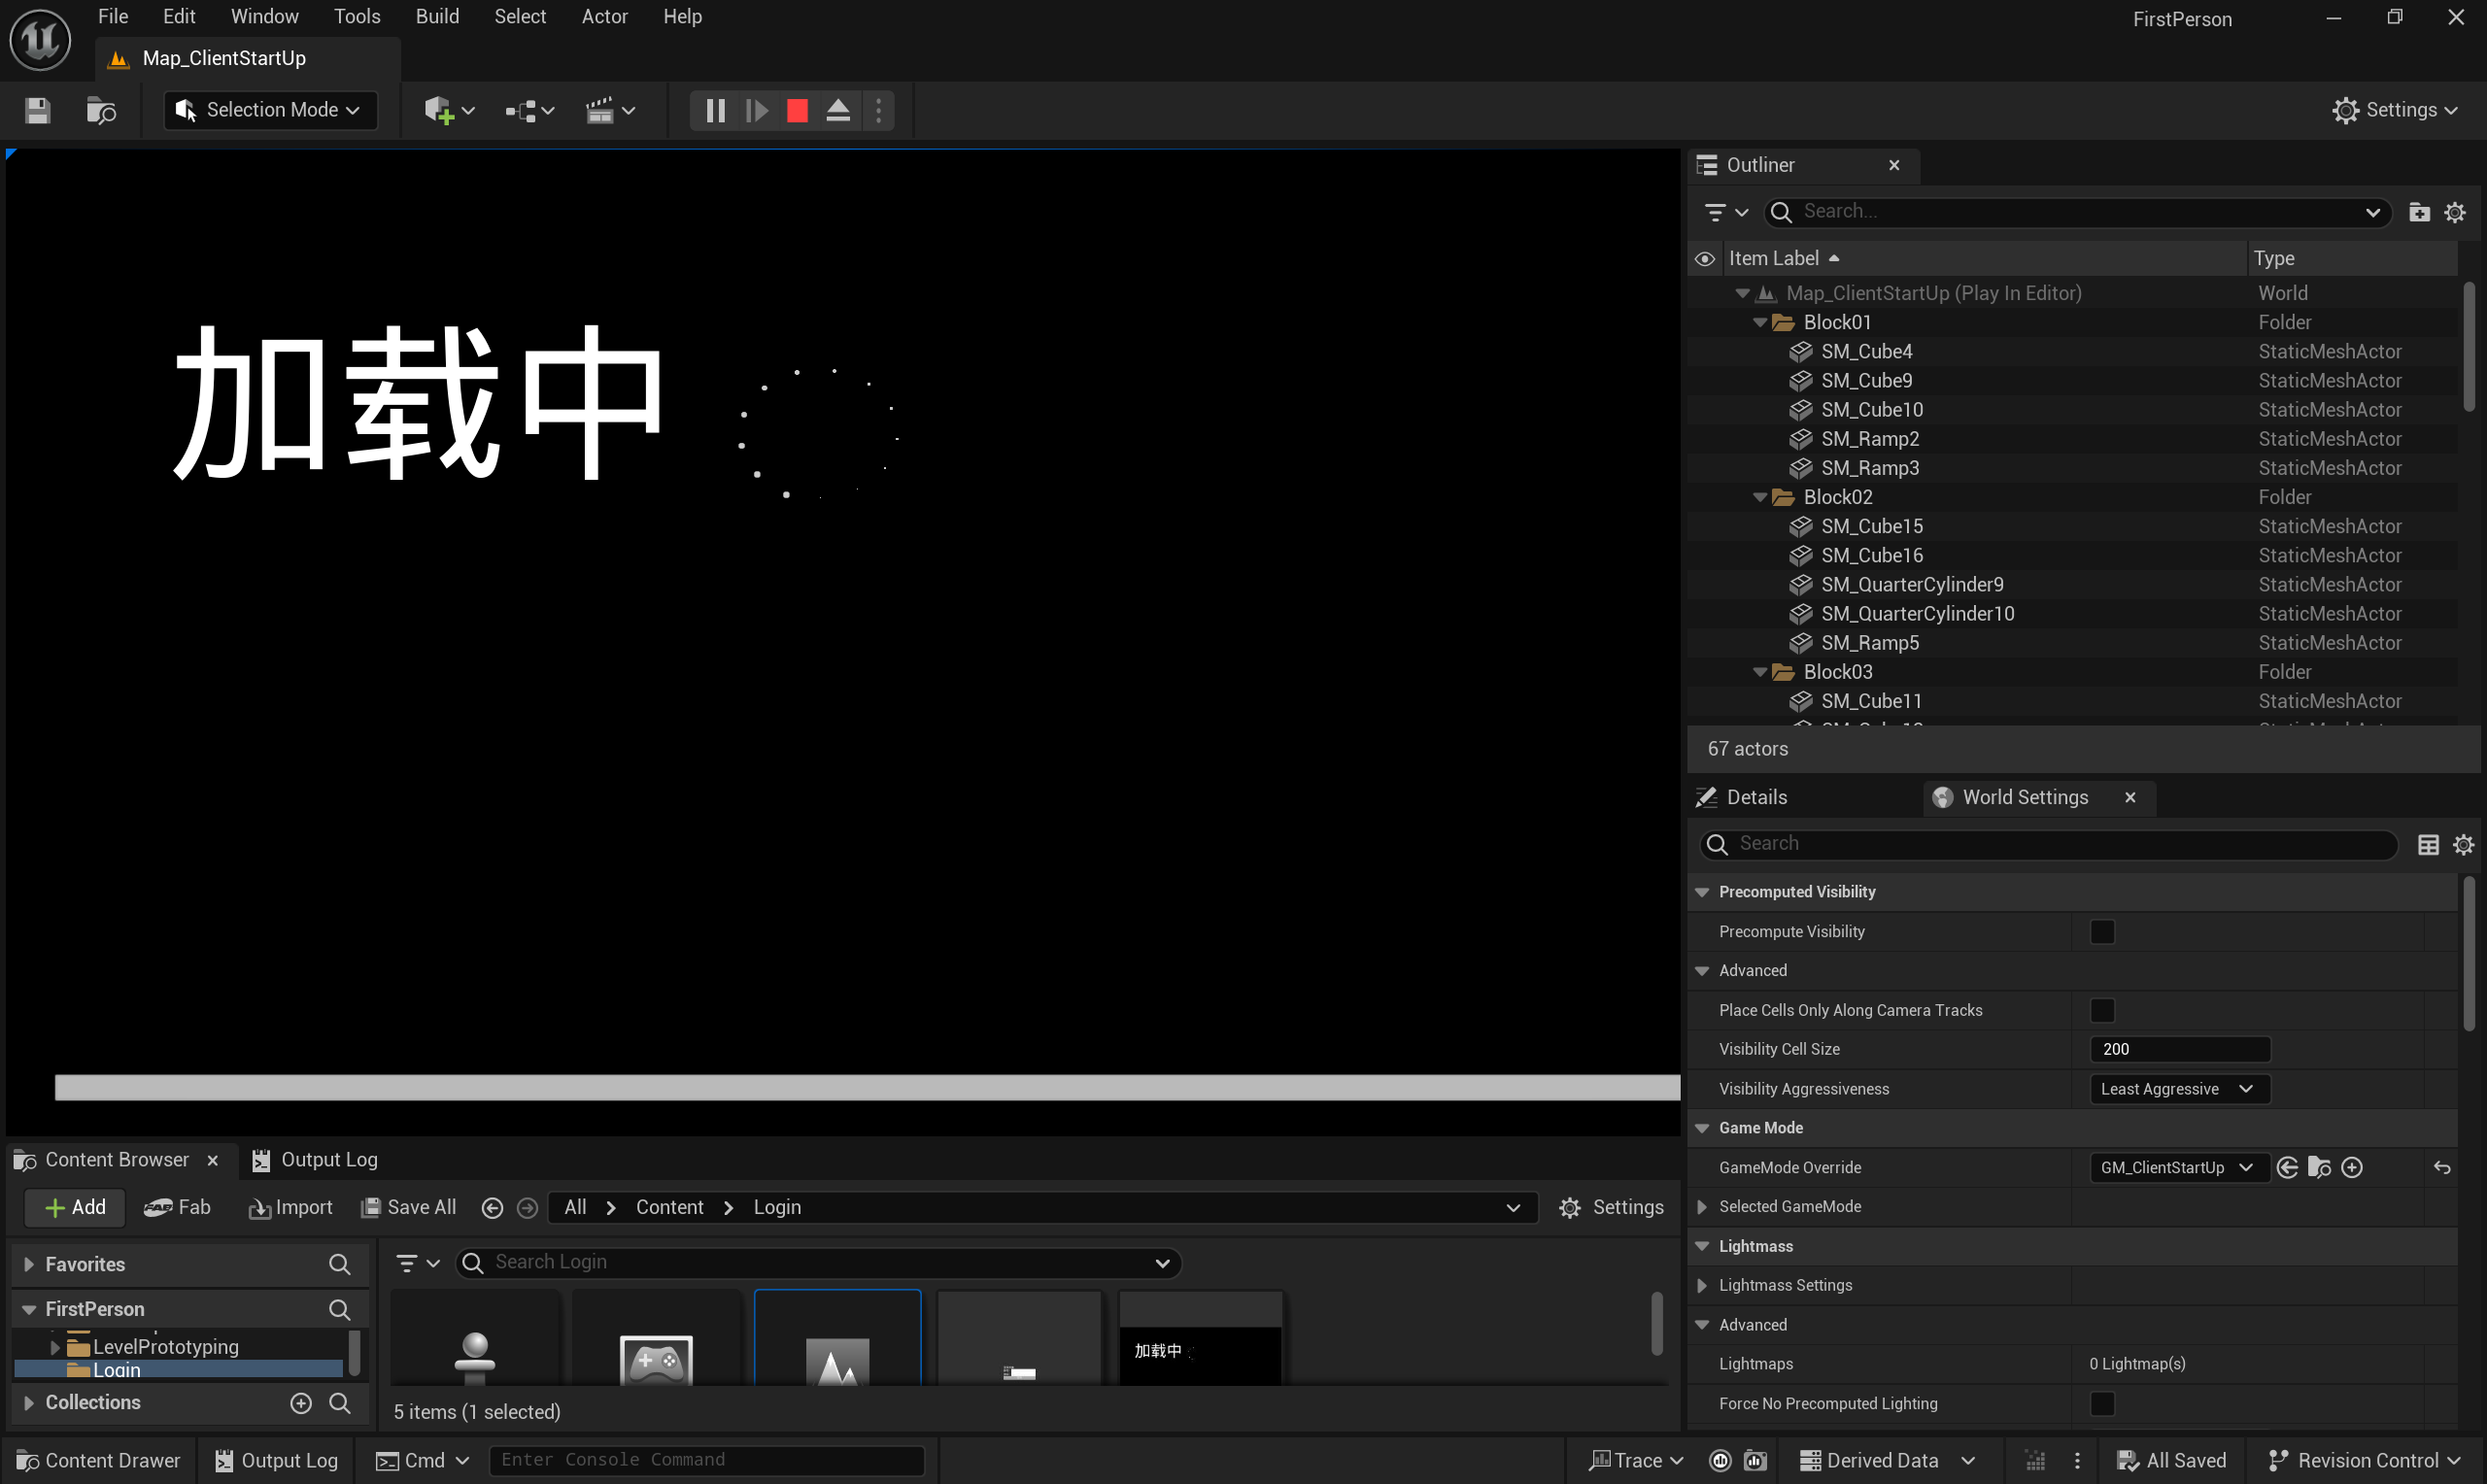 File Edit Window Tools Build Select Actor Help FirstPerson
Map_ClientStartUp
Selection Mode Settings
加载中
Outliner
Search...
Item Label Type
Map_ClientStartUp (Play In Editor) World
Block01 Folder
SM_Cube4 StaticMeshActor
SM_Cube9 StaticMeshActor
SM_Cube10 StaticMeshActor
SM_Ramp2 StaticMeshActor
SM_Ramp3 StaticMeshActor
Block02 Folder
SM_Cube15 StaticMeshActor
SM_Cube16 StaticMeshActor
SM_QuarterCylinder9 StaticMeshActor
SM_QuarterCylinder10 StaticMeshActor
SM_Ramp5 StaticMeshActor
Block03 Folder
SM_Cube11 StaticMeshActor
67 actors
Details World Settings
Search
Precomputed Visibility
Precompute Visibility
Advanced
Place Cells Only Along Camera Tracks
Visibility Cell Size 200
Visibility Aggressiveness Least Aggressive
Game Mode
GameMode Override GM_ClientStartUp
Selected GameMode
Lightmass
Lightmass Settings
Advanced
Lightmaps 0 Lightmap(s)
Force No Precomputed Lighting
Content Browser Output Log
Add Fab Import Save All All Content Login Settings
Favorites
Search Login
FirstPerson
LevelPrototyping
Login
Collections
加载中
5 items (1 selected)
Content Drawer Output Log Cmd Enter Console Command Trace Derived Data All Saved Revision Control